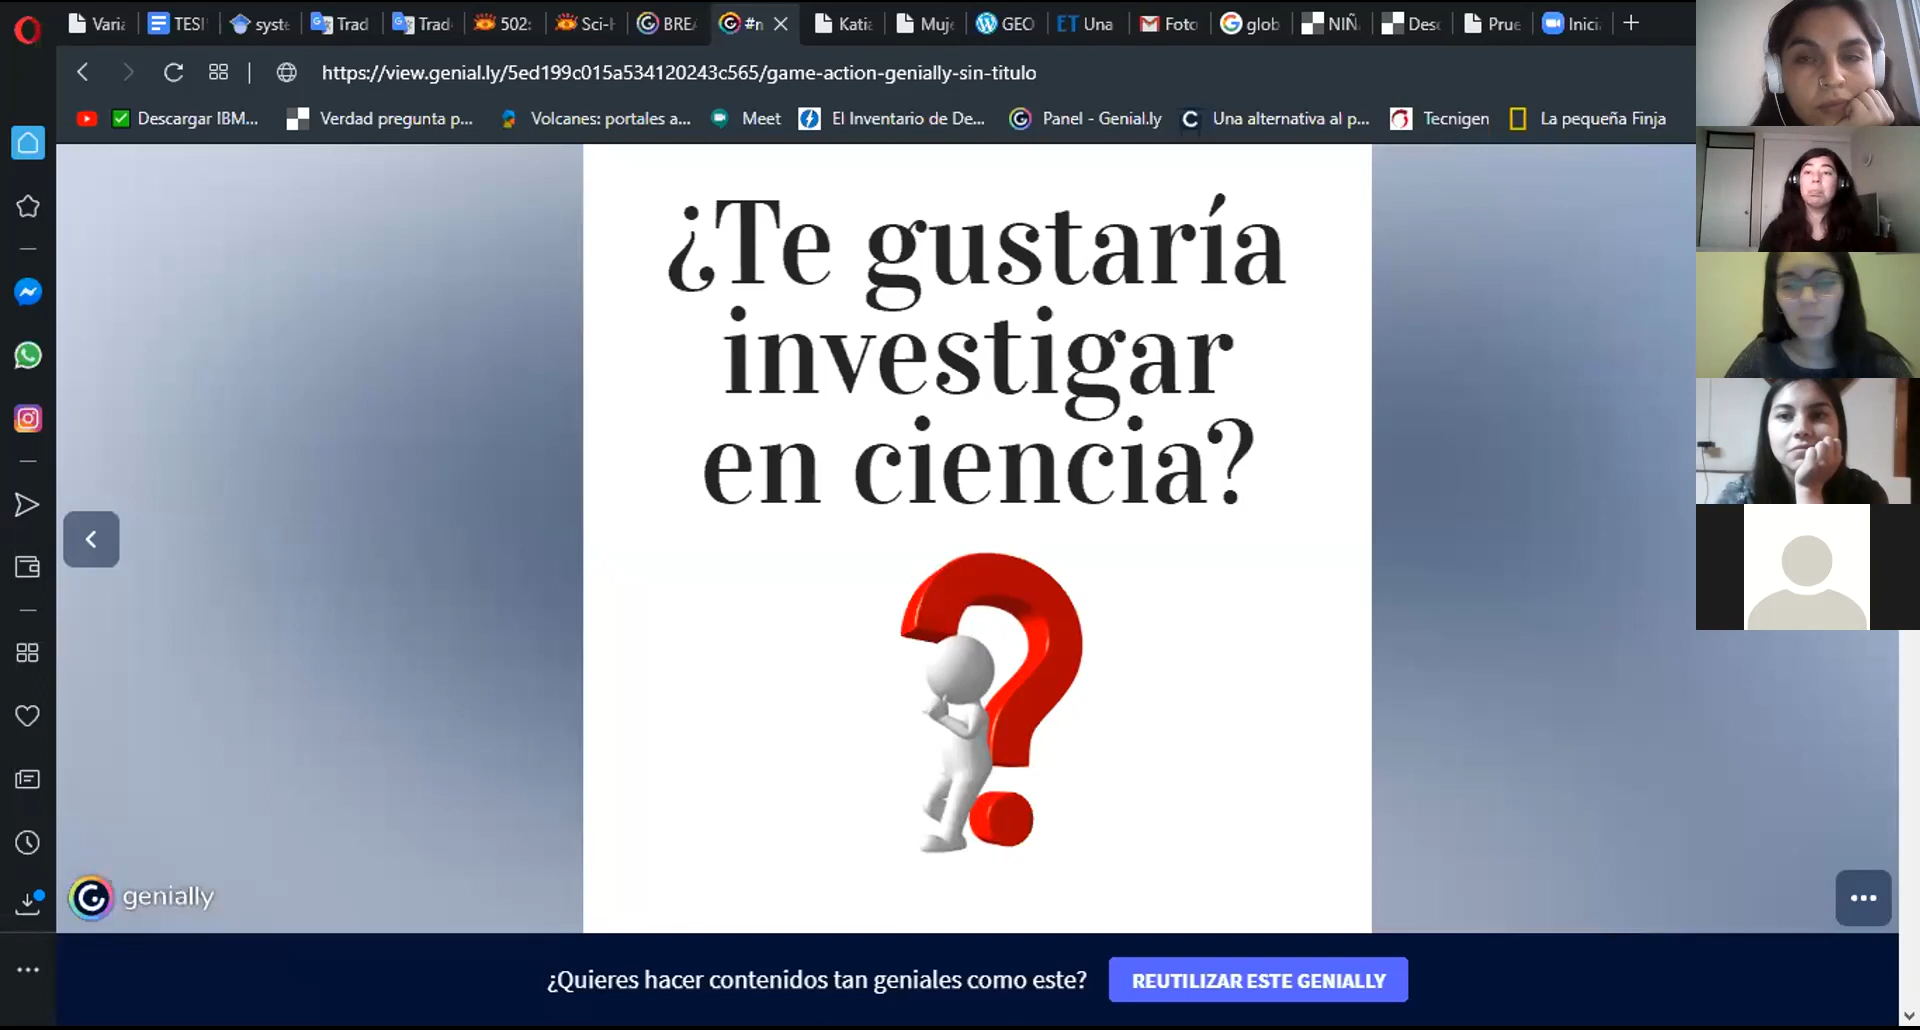 Varia
TESI
syste
Trad
Trad
502:
Sci-H
BREA
#n
Katia
Muje
GEO
ET Una
Foto
glob
NIÑ
Desc
Prue
Inici
https://view.genial.ly/5ed199c015a534120243c565/game-action-genially-sin-titulo
Descargar IBM...
Verdad pregunta p...
Volcanes: portales a...
Meet
El Inventario de De...
Panel - Genial.ly
Una alternativa al p...
Tecnigen
La pequeña Finja
¿Te gustaría
investigar
en ciencia?
genially
¿Quieres hacer contenidos tan geniales como este?
REUTILIZAR ESTE GENIALLY